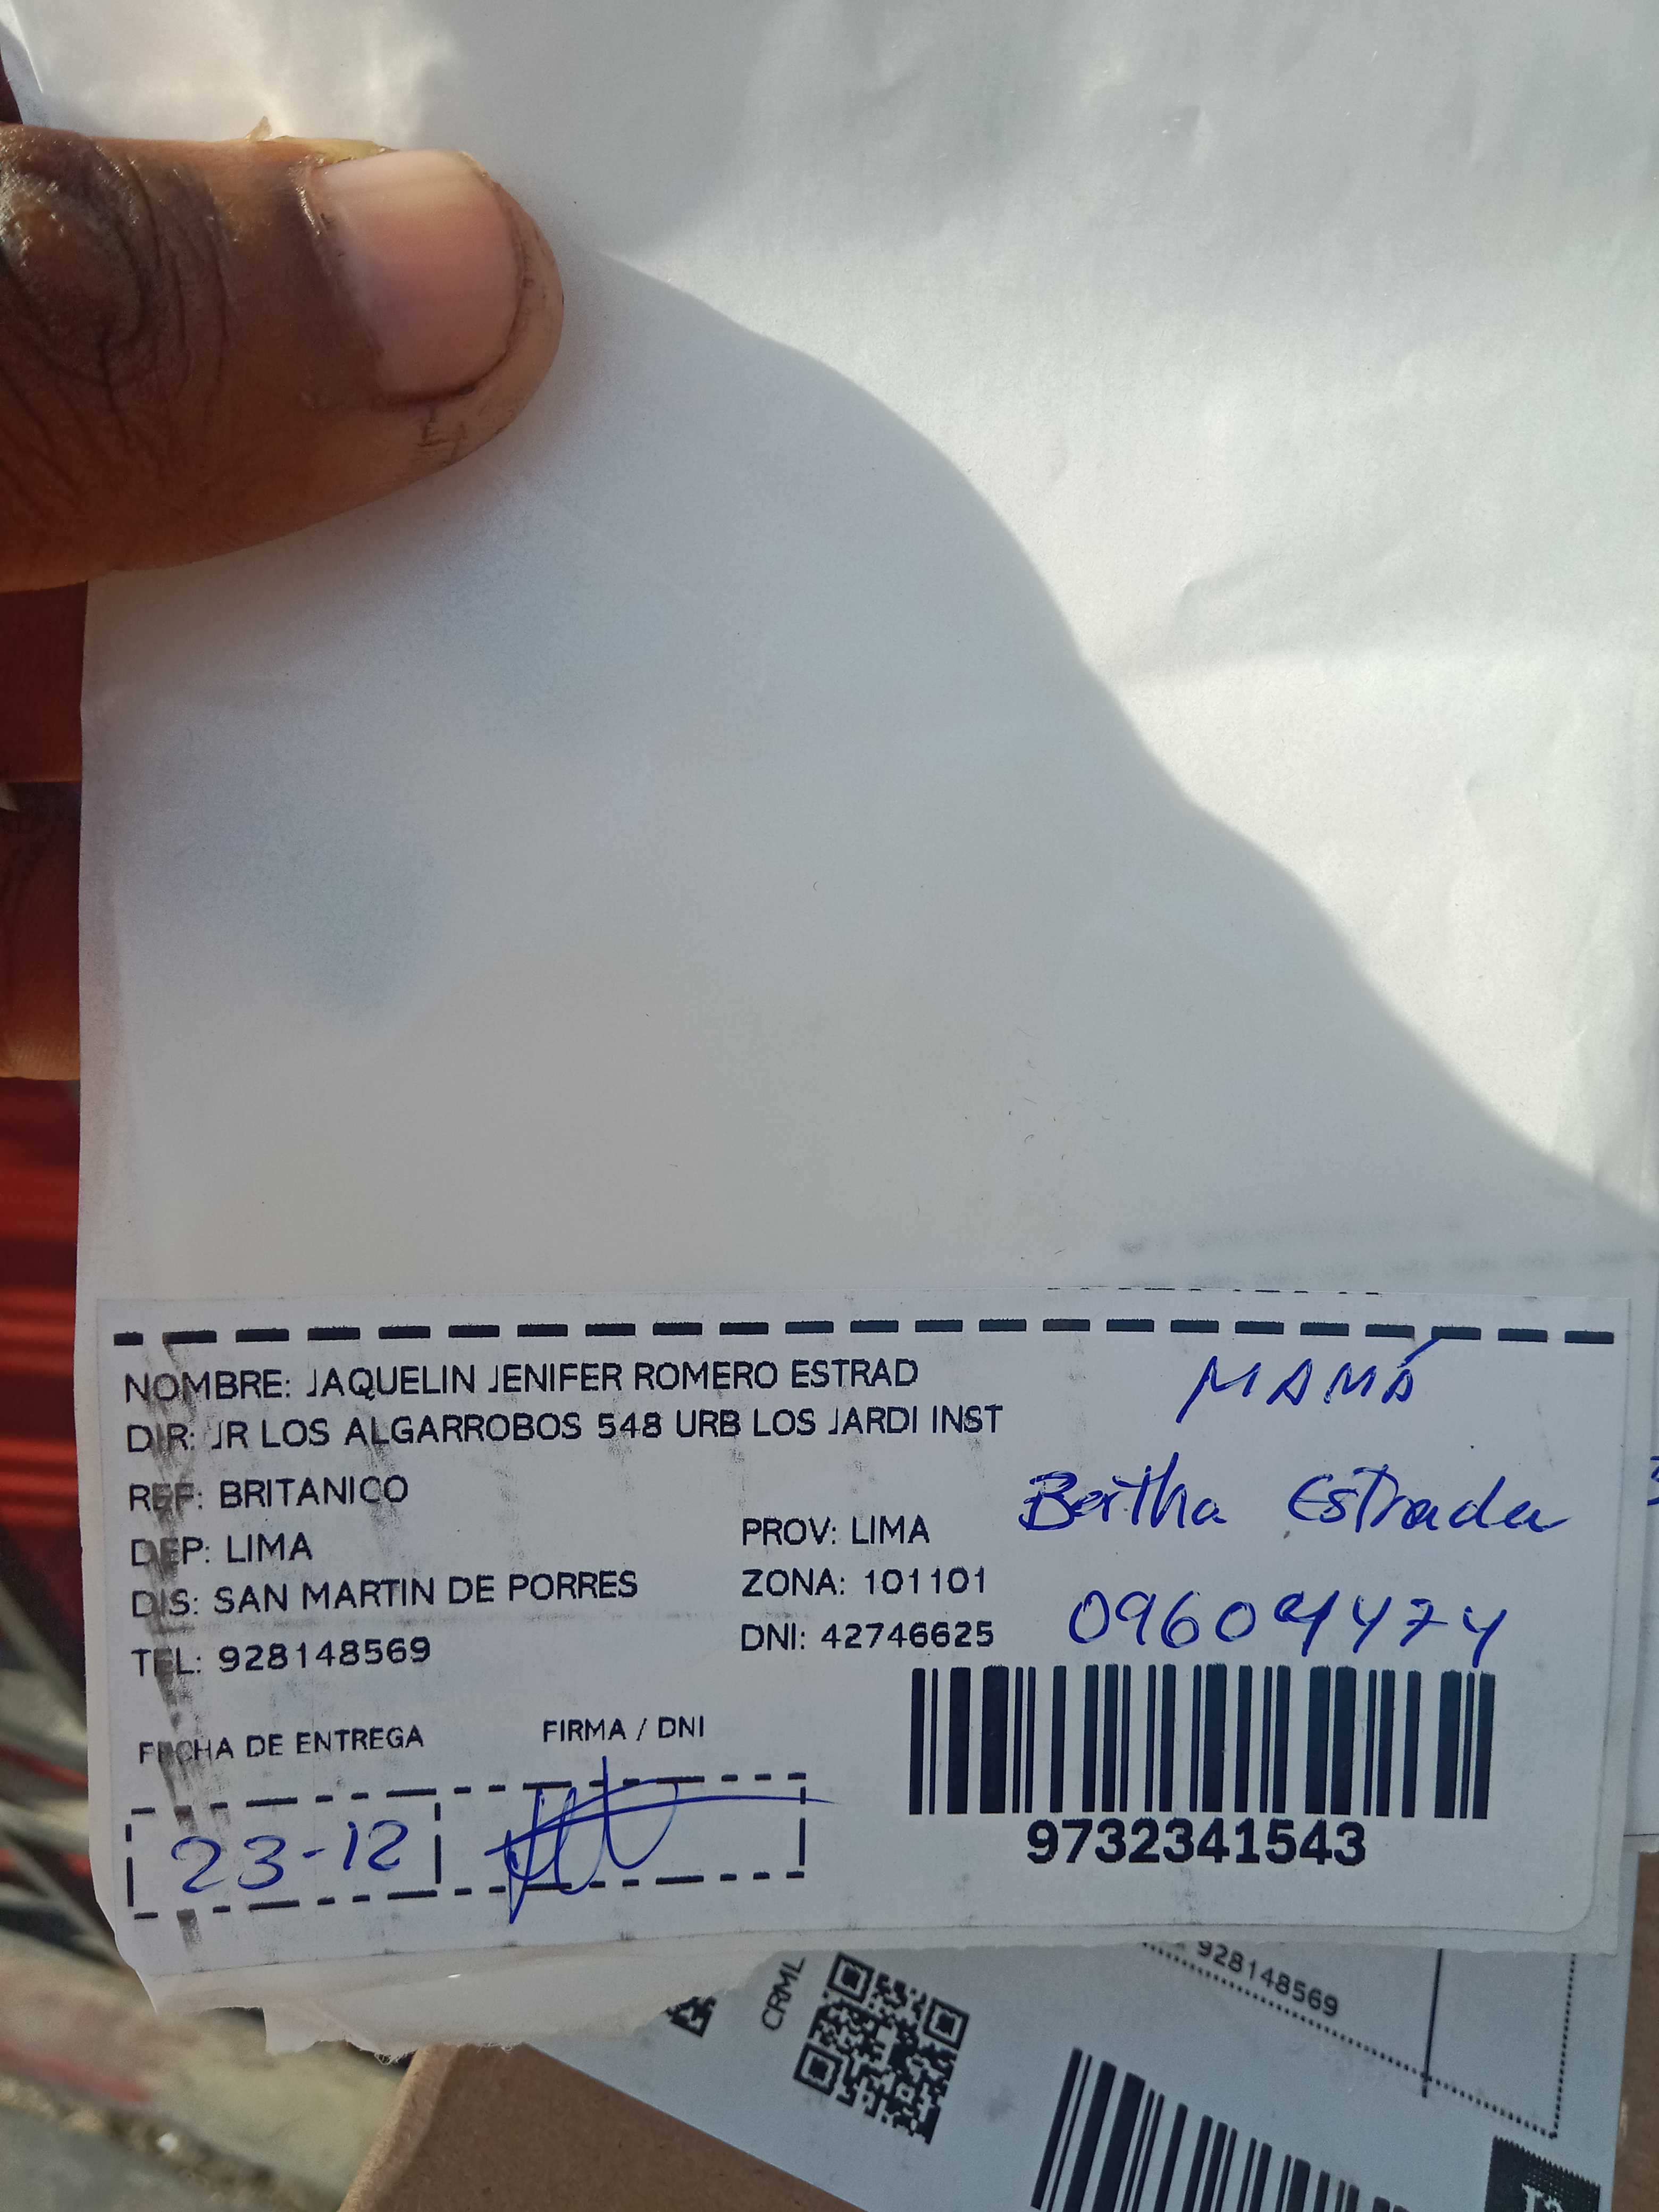 NOMBRE: JAQUELIN JENIFER ROMERO ESTRAD
MAMÁ
DIR: JR LOS ALGARROBOS 548 URB LOS JARDI INST
REF: BRITANICO
Bertha Estrada
DEP: LIMA
PROV: LIMA
DIS: SAN MARTIN DE PORRES
ZONA: 101101
TEL: 928148569
DNI: 42746625
FECHA DE ENTREGA
FIRMA / DNI
23-12
9732341543
CRML
928148569